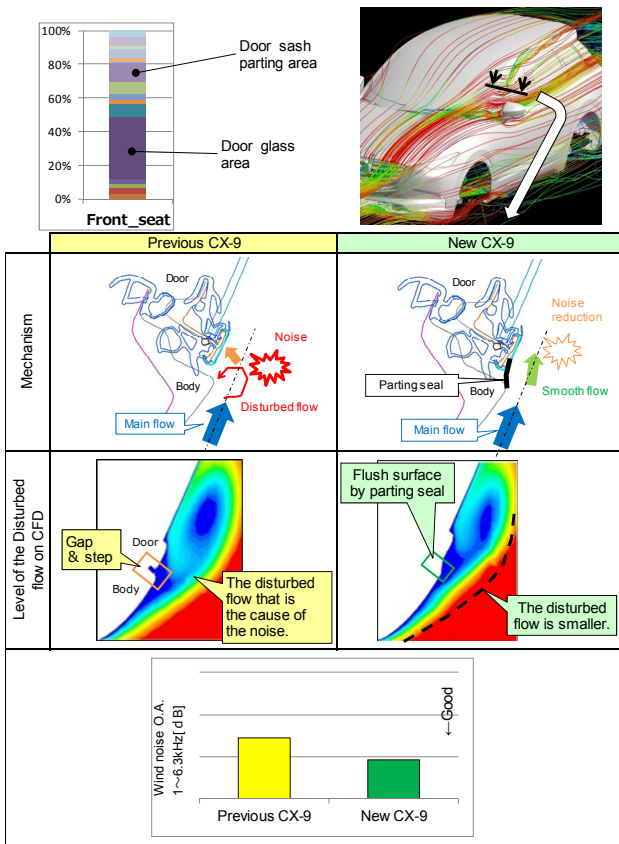 100%
80%
60%
40%
20%
0%
Door sash
parting area
Door glass
area
Front_seat
Previous CX-9
New CX-9
Mechanism
Door
Noise
Body
Disturbed flow
Main flow
Door
Noise
reduction
Parting seal
Body
Smooth flow
Main flow
Level of the Disturbed
flow on CFD
Gap
& step
Door
Body
The disturbed
flow that is
the cause of
the noise.
Flush surface
by parting seal
The disturbed
flow is smaller.
Wind noise O.A.
1～6.3kHz[dB]
←Good
Previous CX-9
New CX-9